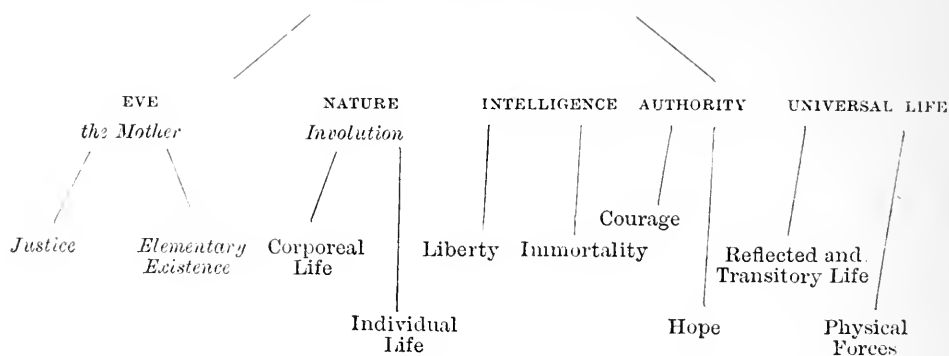 EVE NATURE INTELLIGENCE AUTHORITY UNIVERSAL LIFE
the Mother Involution
Courage
Justice Elementary Corporeal Liberty Immortality Reflected and
Existence Life Transitory Life
Individual Hope Physical
Life Forces